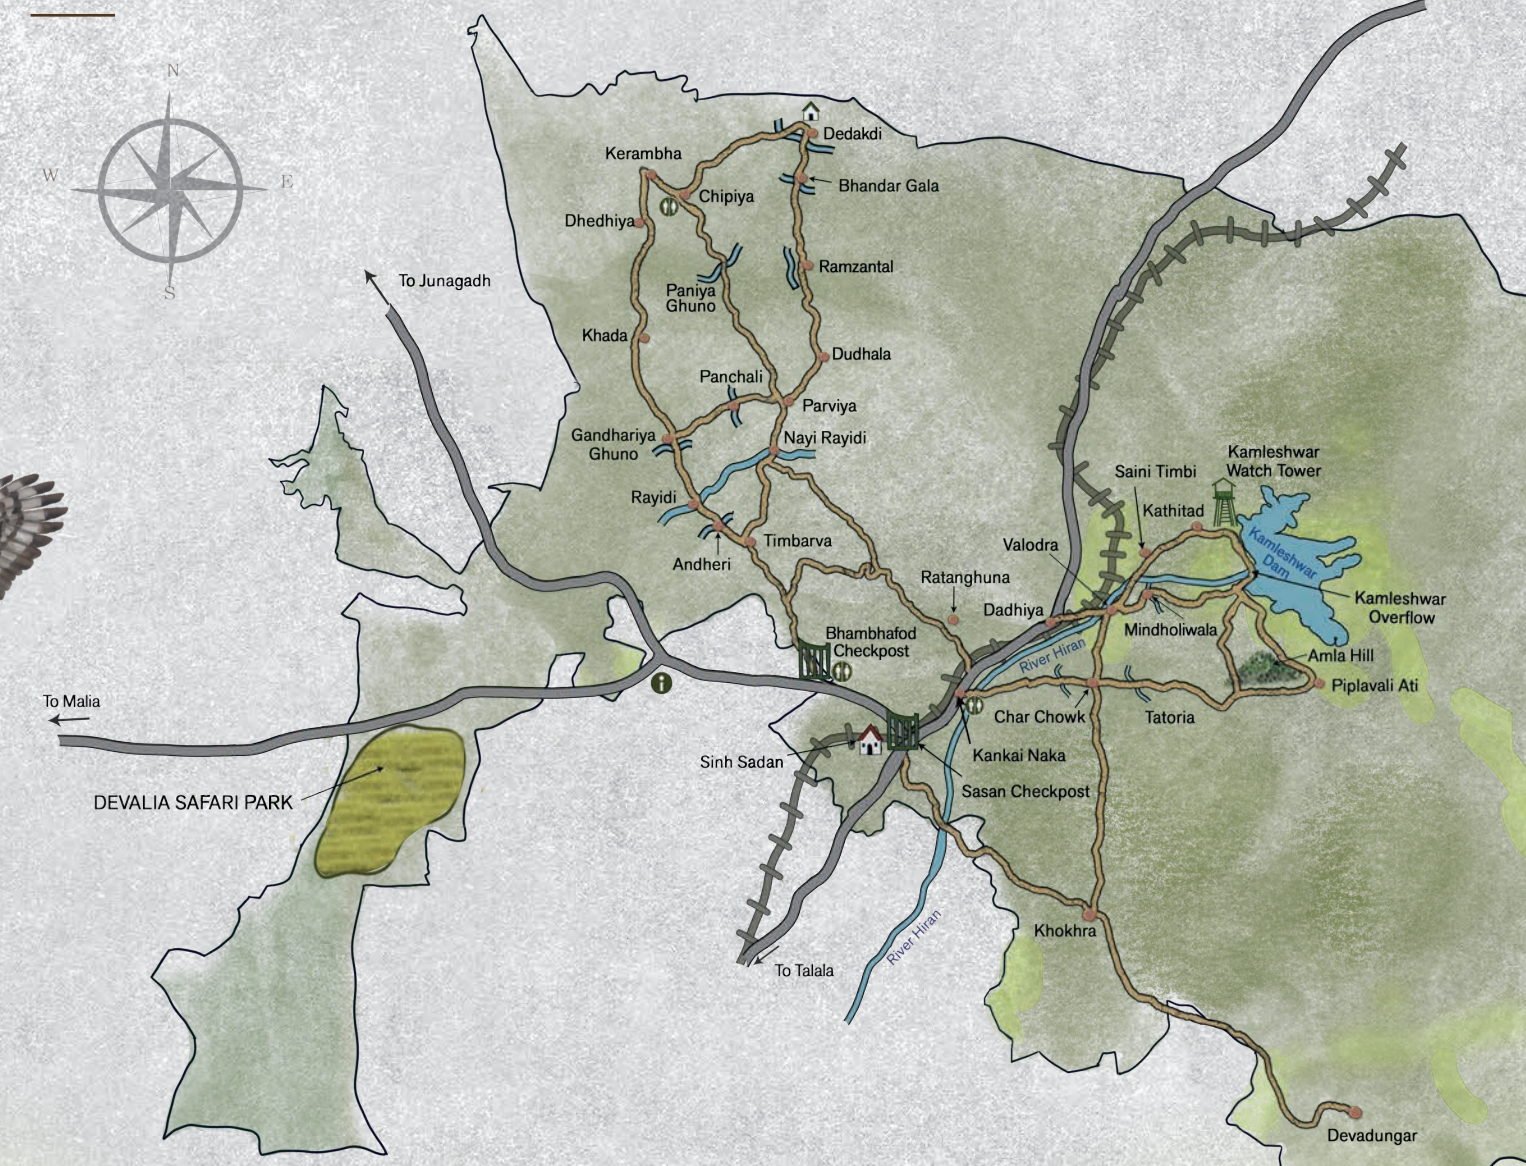 N
W
E
S
To Junagadh
Dedakdi
Kerambha
Bhandar Gala
Chipiya
Dhedhiya
Ramzantal
Paniya
Ghuno
Khada
Dudhala
Panchali
Parviya
Gandhariya
Ghuno
Nayi Rayidi
Kamleshwar
Watch Tower
Saini Timbi
Rayidi
Kathitad
Timbarva
Valodra
Kamleshwar
Dam
Andheri
Ratanghuna
Dadhiya
Kamleshwar
Overflow
Mindholiwala
Bhambhafod
Checkpost
River Hiran
Amla Hill
Piplavali Ati
To Malia
Char Chowk
Tatoria
Sinh Sadan
Kankai Naka
Sasan Checkpost
DEVALIA SAFARI PARK
Khokhra
River Hiran
To Talala
Devadungar